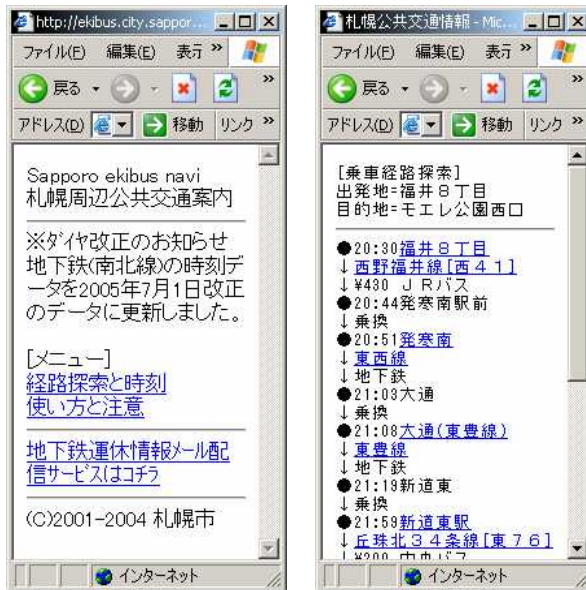 http://ekibus.city.sappor...
ファイル(F) 編集(E) 表示 »
戻る »
アドレス(D) 移動 リンク »
Sapporo ekibus navi
札幌周辺公共交通案内
※ダイヤ改正のお知らせ
地下鉄(南北線)の時刻デ
ータを2005年7月1日改正
のデータに更新しました。
[メニュー]
経路探索と時刻
使い方と注意
地下鉄運休情報メール配
信サービスはコチラ
(C)2001-2004 札幌市
インターネット
札幌公共交通情報 - Mic...
ファイル(F) 編集(E) 表示 »
戻る »
アドレス(D) 移動 リンク »
[乗車経路探索]
出発地=福井8丁目
目的地=モエレ公園西口
●20:30福井8丁目
↓西野福井線[西41]
↓¥430 JRバス
●20:44発寒南駅前
↓乗換
●20:51発寒南
↓東西線
↓地下鉄
●21:03大通
↓乗換
●21:08大通(東豊線)
↓東豊線
↓地下鉄
●21:19新道東
↓乗換
●21:59新道東駅
↓丘珠北34条線[東76]
↓¥200 中央バス
インターネット